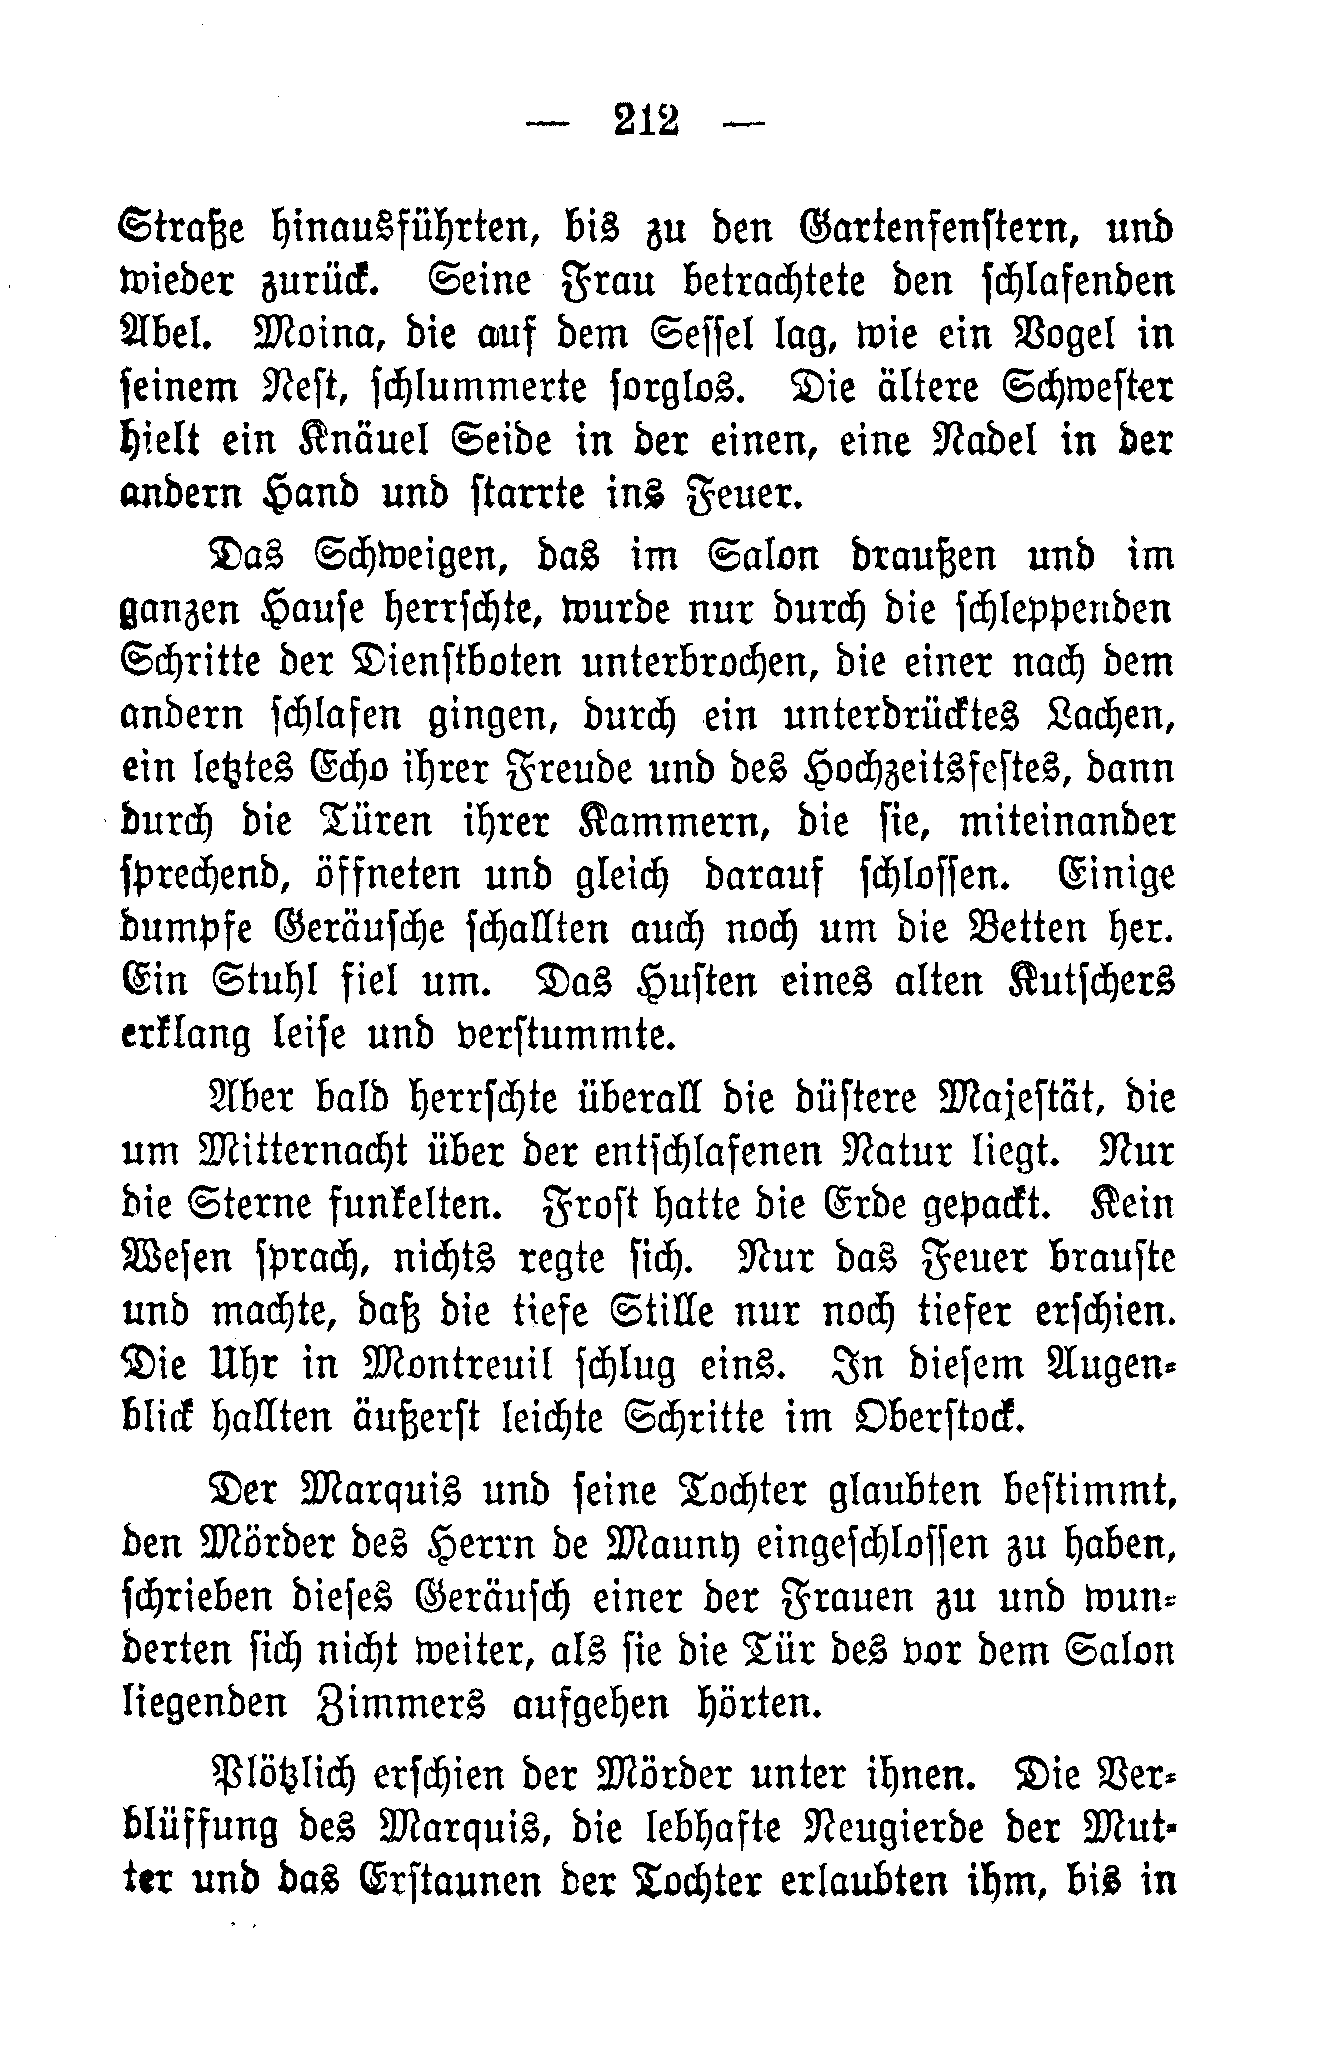 — 212 —
Straße hinausführten, bis zu den Gartenfenstern, und
wieder zurück. Seine Frau betrachtete den schlafenden
Abel. Moina, die auf dem Sessel lag, wie ein Vogel in
seinem Nest, schlummerte sorglos. Die ältere Schwester
hielt ein Knäuel Seide in der einen, eine Nadel in der
andern Hand und starrte ins Feuer.
Das Schweigen, das im Salon draußen und im
ganzen Hause herrschte, wurde nur durch die schleppenden
Schritte der Dienstboten unterbrochen, die einer nach dem
andern schlafen gingen, durch ein unterdrücktes Lachen,
ein letztes Echo ihrer Freude und des Hochzeitsfestes, dann
durch die Türen ihrer Kammern, die sie, miteinander
sprechend, öffneten und gleich darauf schlossen. Einige
dumpfe Geräusche schallten auch noch um die Betten her.
Ein Stuhl fiel um. Das Husten eines alten Kutschers
erklang leise und verstummte.
Aber bald herrschte überall die düstere Majestät, die
um Mitternacht über der entschlafenen Natur liegt. Nur
die Sterne funkelten. Frost hatte die Erde gepackt. Kein
Wesen sprach, nichts regte sich. Nur das Feuer brauste
und machte, daß die tiefe Stille nur noch tiefer erschien.
Die Uhr in Montreuil schlug eins. In diesem Augen-
blick hallten äußerst leichte Schritte im Oberstock.
Der Marquis und seine Tochter glaubten bestimmt,
den Mörder des Herrn de Mauny eingeschlossen zu haben,
schrieben dieses Geräusch einer der Frauen zu und wun-
derten sich nicht weiter, als sie die Tür des vor dem Salon
liegenden Zimmers aufgehen hörten.
Plötzlich erschien der Mörder unter ihnen. Die Ver-
blüffung des Marquis, die lebhafte Neugierde der Mut-
ter und das Erstaunen der Tochter erlaubten ihm, bis in